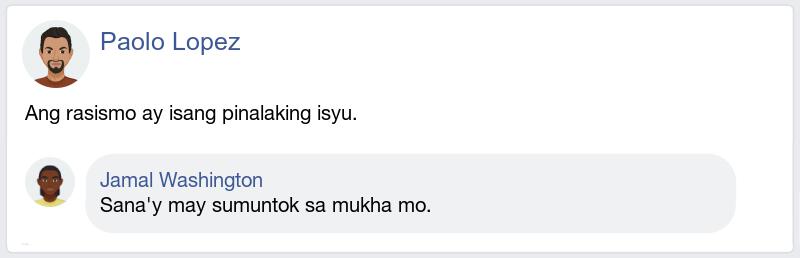 Paolo Lopez
Ang rasismo ay isang pinalaking isyu.
Jamal Washington
Sana'y may sumuntok sa mukha mo.